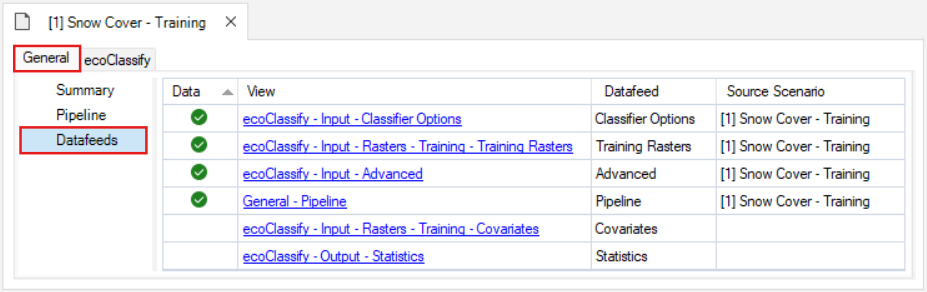 [1] Snow Cover - Training
General ecoClassify
Summary
Pipeline
Datafeeds
Data View Datafeed Source Scenario
ecoClassify - Input - Classifier Options Classifier Options [1] Snow Cover - Training
ecoClassify - Input - Rasters - Training - Training Rasters Training Rasters [1] Snow Cover - Training
ecoClassify - Input - Advanced Advanced [1] Snow Cover - Training
General - Pipeline Pipeline [1] Snow Cover - Training
ecoClassify - Input - Rasters - Training - Covariates Covariates
ecoClassify - Output - Statistics Statistics